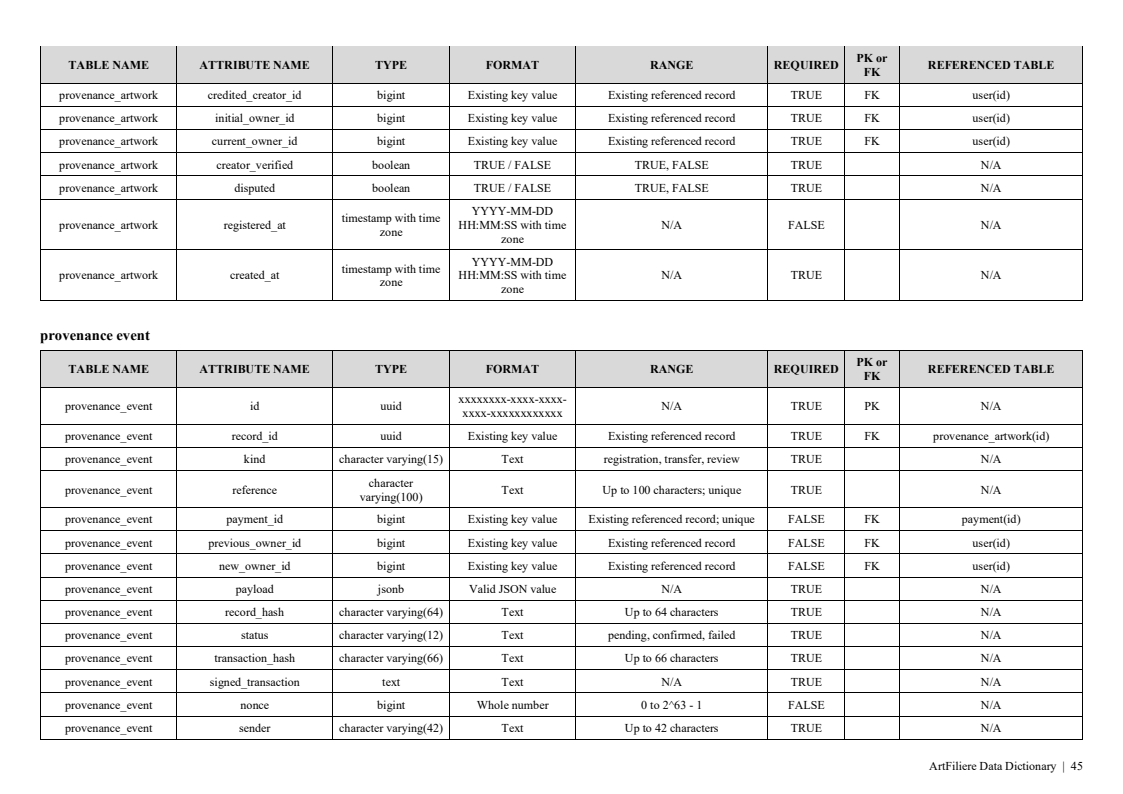 TABLE NAME ATTRIBUTE NAME TYPE FORMAT RANGE REQUIRED PK or FK REFERENCED TABLE
provenance_artwork credited_creator_id bigint Existing key value Existing referenced record TRUE FK user(id)
provenance_artwork initial_owner_id bigint Existing key value Existing referenced record TRUE FK user(id)
provenance_artwork current_owner_id bigint Existing key value Existing referenced record TRUE FK user(id)
provenance_artwork creator_verified boolean TRUE / FALSE TRUE, FALSE TRUE N/A
provenance_artwork disputed boolean TRUE / FALSE TRUE, FALSE TRUE N/A
provenance_artwork registered_at timestamp with time zone YYYY-MM-DD HH:MM:SS with time zone N/A FALSE N/A
provenance_artwork created_at timestamp with time zone YYYY-MM-DD HH:MM:SS with time zone N/A TRUE N/A
provenance event
TABLE NAME ATTRIBUTE NAME TYPE FORMAT RANGE REQUIRED PK or FK REFERENCED TABLE
provenance_event id uuid xxxxxxxx-xxxx-xxxx-xxxx-xxxxxxxxxxxx N/A TRUE PK N/A
provenance_event record_id uuid Existing key value Existing referenced record TRUE FK provenance_artwork(id)
provenance_event kind character varying(15) Text registration, transfer, review TRUE N/A
provenance_event reference character varying(100) Text Up to 100 characters; unique TRUE N/A
provenance_event payment_id bigint Existing key value Existing referenced record; unique FALSE FK payment(id)
provenance_event previous_owner_id bigint Existing key value Existing referenced record FALSE FK user(id)
provenance_event new_owner_id bigint Existing key value Existing referenced record FALSE FK user(id)
provenance_event payload jsonb Valid JSON value N/A TRUE N/A
provenance_event record_hash character varying(64) Text Up to 64 characters TRUE N/A
provenance_event status character varying(12) Text pending, confirmed, failed TRUE N/A
provenance_event transaction_hash character varying(66) Text Up to 66 characters TRUE N/A
provenance_event signed_transaction text Text N/A TRUE N/A
provenance_event nonce bigint Whole number 0 to 2^63 - 1 FALSE N/A
provenance_event sender character varying(42) Text Up to 42 characters TRUE N/A
ArtFiliere Data Dictionary | 45